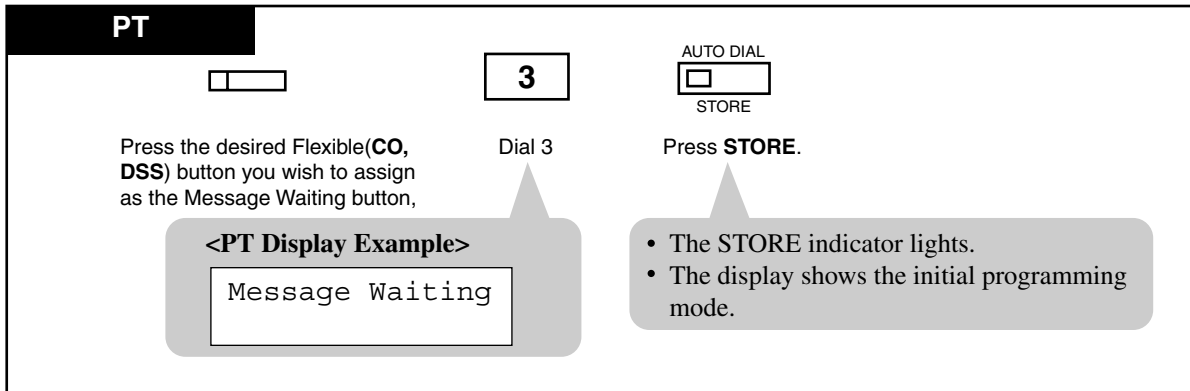 PT
3
AUTO DIAL
STORE
Press the desired Flexible(CO,
DSS) button you wish to assign
as the Message Waiting button,
Dial 3
Press STORE.
<PT Display Example>
Message Waiting
• The STORE indicator lights.
• The display shows the initial programming
mode.